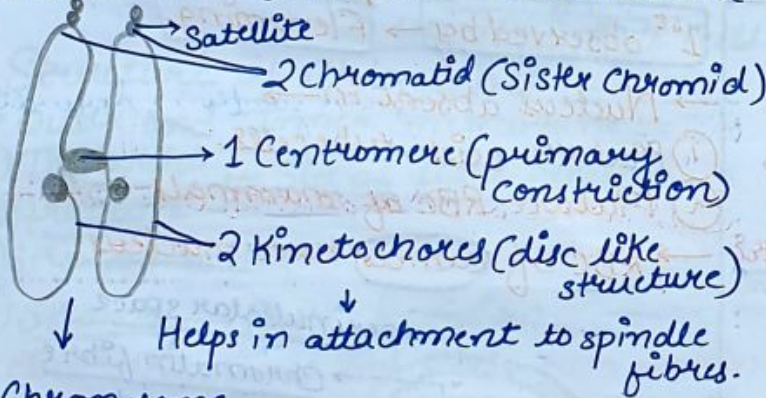 Satellite
2 Chromatid (Sister Chromid)
1 Centromere (primary
constriction)
2 Kinetochores (disc like
structure)
Helps in attachment to spindle
fibres.